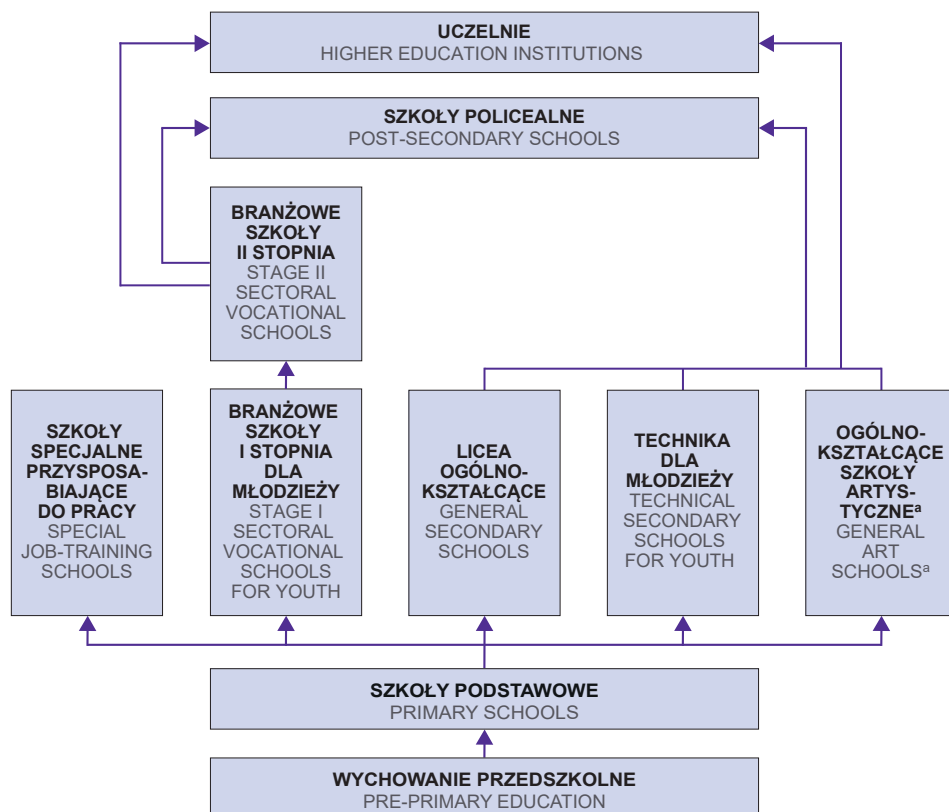 UCZELNIE
HIGHER EDUCATION INSTITUTIONS
SZKOŁY POLICEALNE
POST-SECONDARY SCHOOLS
BRANŻOWE
SZKOŁY
II STOPNIA
STAGE II
SECTORAL
VOCATIONAL
SCHOOLS
SZKOŁY
SPECJALNE
PRZYSPOSA-
BIAJĄCE
DO PRACY
SPECIAL
JOB-TRAINING
SCHOOLS
BRANŻOWE
SZKOŁY
I STOPNIA
DLA
MŁODZIEŻY
STAGE I
SECTORAL
VOCATIONAL
SCHOOLS
FOR YOUTH
LICEA
OGÓLNO-
KSZTAŁCĄCE
GENERAL
SECONDARY
SCHOOLS
TECHNIKA
DLA
MŁODZIEŻY
TECHNICAL
SECONDARY
SCHOOLS
FOR YOUTH
OGÓLNO-
KSZTAŁCĄCE
SZKOŁY
ARTYS-
TYCZNEᵃ
GENERAL
ART
SCHOOLSᵃ
SZKOŁY PODSTAWOWE
PRIMARY SCHOOLS
WYCHOWANIE PRZEDSZKOLNE
PRE-PRIMARY EDUCATION